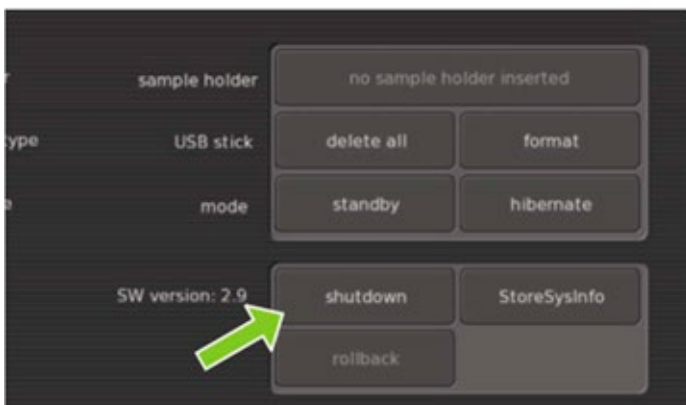 sample holder no sample holder inserted
ype USB stick delete all format
mode standby hibernate
SW version: 2.9 shutdown StoreSysInfo
rollback